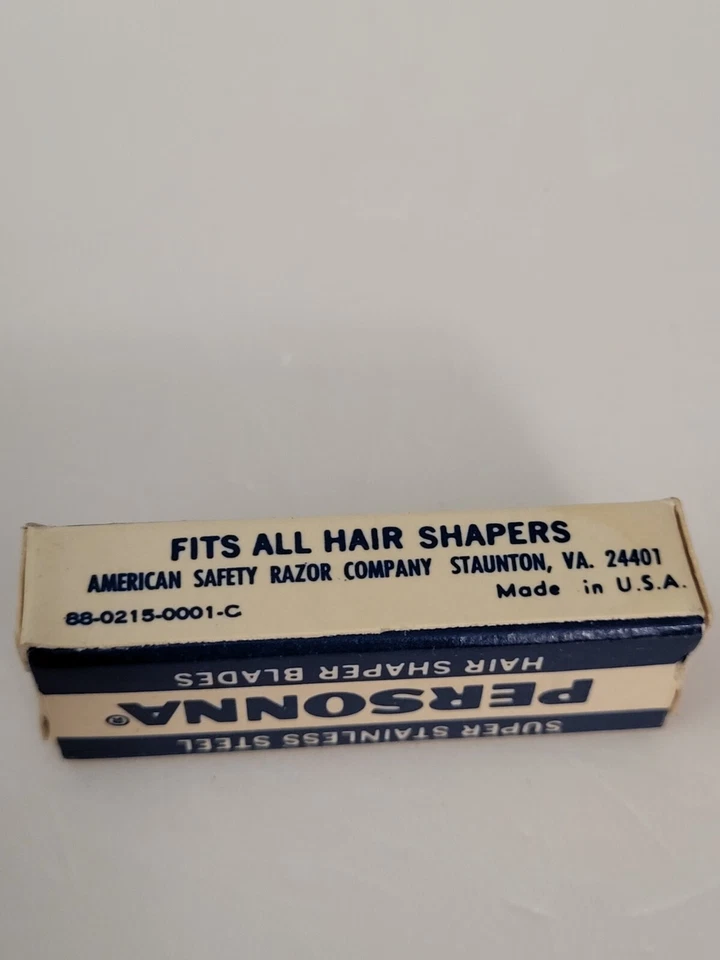 FITS ALL HAIR SHAPERS
AMERICAN SAFETY RAZOR COMPANY STAUNTON, VA. 24401
Made in U.S.A.
88-0215-0001-C
SUPER STAINLESS STEEL
PERSONNA®
HAIR SHAPER BLADES